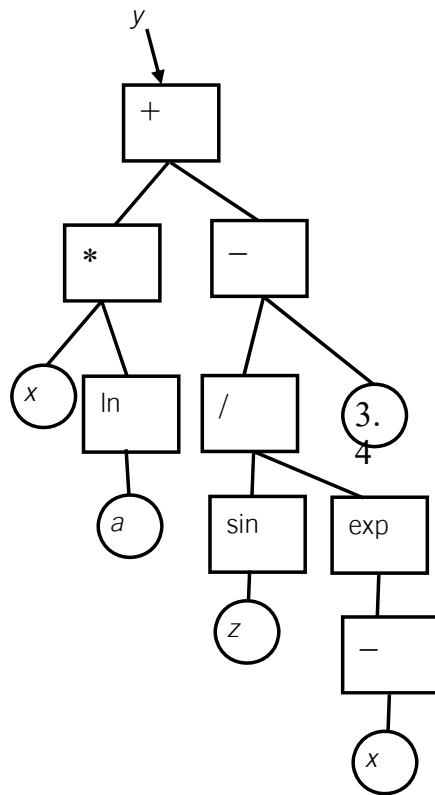 y
+
* −
x ln / 3.
4
a sin exp
z −
x